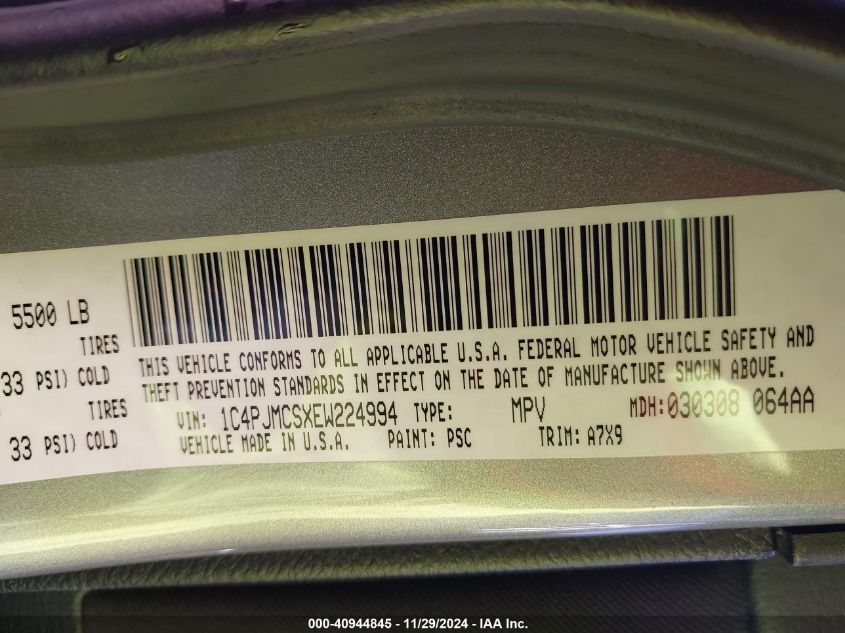 5500 LB
TIRES
33 PSI) COLD
TIRES
33 PSI) COLD
THIS VEHICLE CONFORMS TO ALL APPLICABLE U.S.A. FEDERAL MOTOR VEHICLE SAFETY AND
THEFT PREVENTION STANDARDS IN EFFECT ON THE DATE OF MANUFACTURE SHOWN ABOVE.
VIN: 1C4PJMCSXEW224994 TYPE: MPV MDH:030308 064AA
VEHICLE MADE IN U.S.A. PAINT: PSC TRIM: A7X9
000-40944845 - 11/29/2024 - IAA Inc.